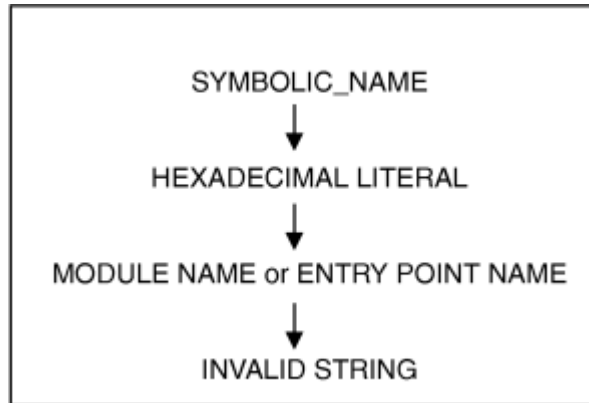 SYMBOLIC_NAME
HEXADECIMAL LITERAL
MODULE NAME or ENTRY POINT NAME
INVALID STRING